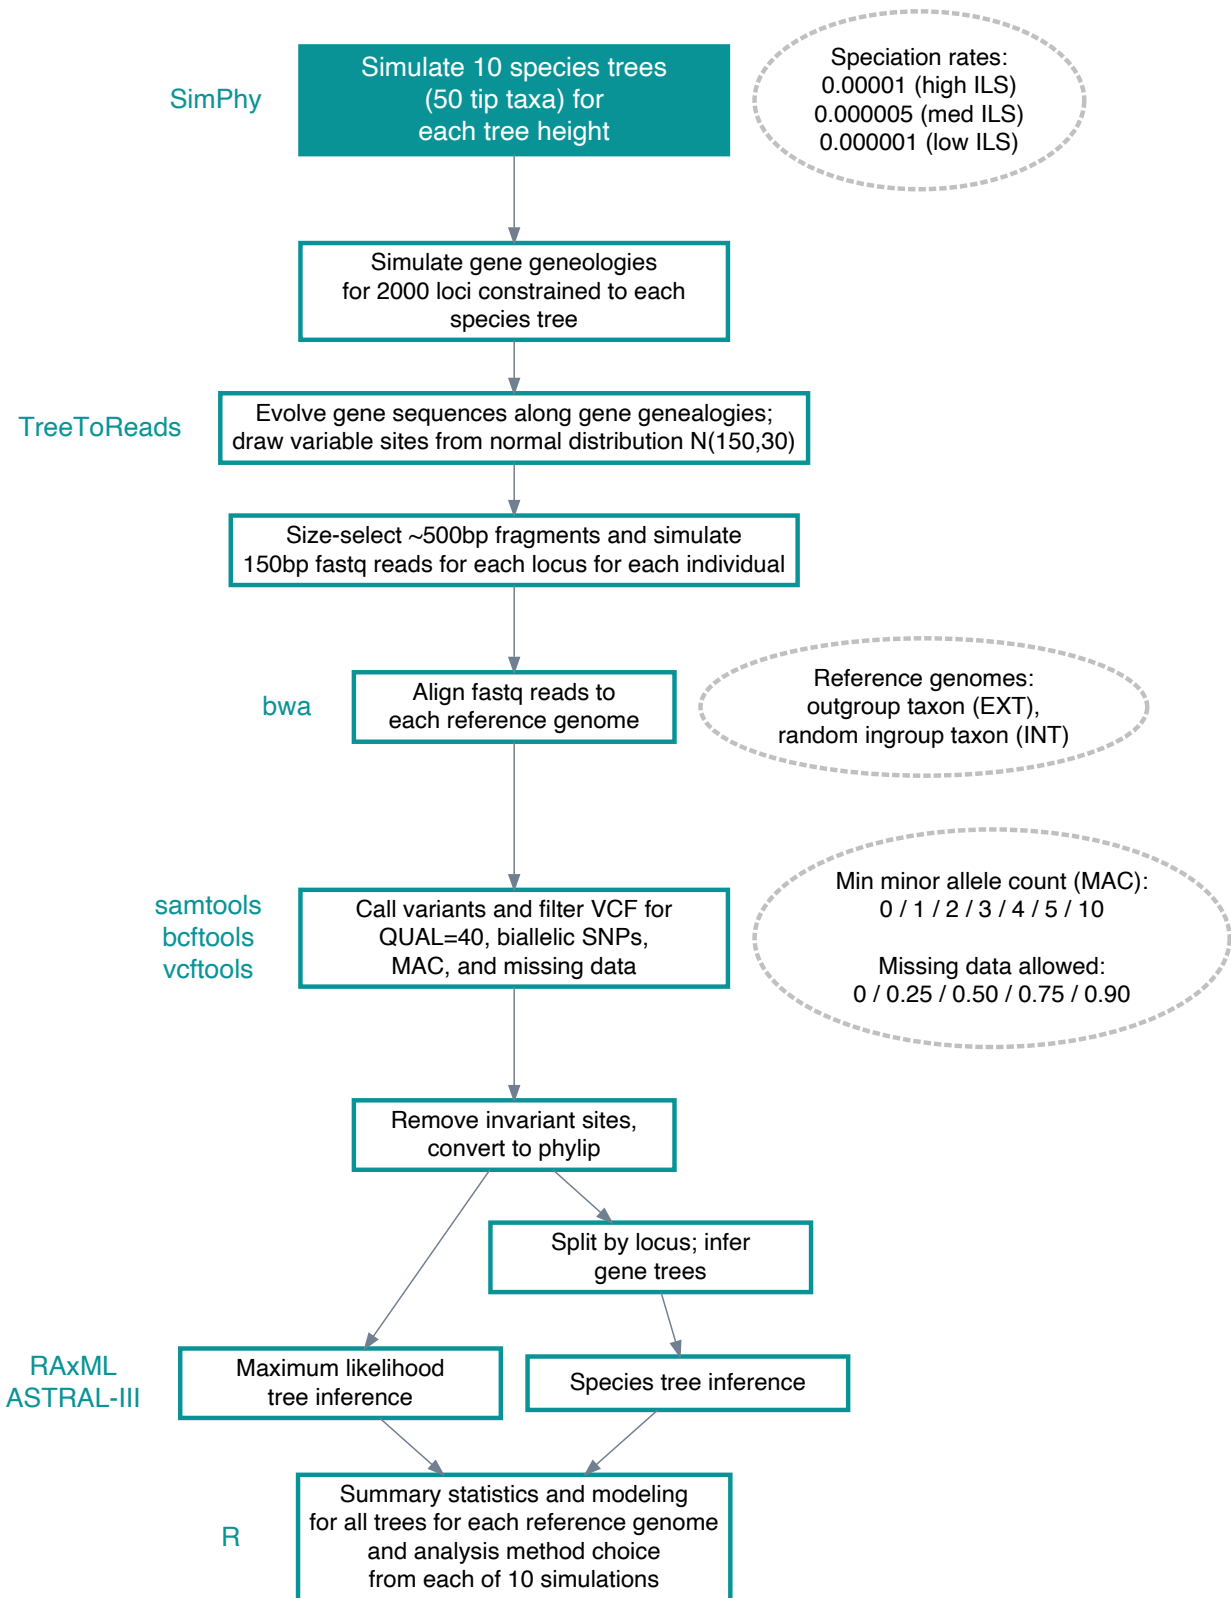 SimPhy
Simulate 10 species trees
(50 tip taxa) for
each tree height
Speciation rates:
0.00001 (high ILS)
0.000005 (med ILS)
0.000001 (low ILS)
Simulate gene geneologies
for 2000 loci constrained to each
species tree
TreeToReads
Evolve gene sequences along gene genealogies;
draw variable sites from normal distribution N(150,30)
Size-select ~500bp fragments and simulate
150bp fastq reads for each locus for each individual
bwa
Align fastq reads to
each reference genome
Reference genomes:
outgroup taxon (EXT),
random ingroup taxon (INT)
samtools
bcftools
vcftools
Call variants and filter VCF for
QUAL=40, biallelic SNPs,
MAC, and missing data
Min minor allele count (MAC):
0 / 1 / 2 / 3 / 4 / 5 / 10
Missing data allowed:
0 / 0.25 / 0.50 / 0.75 / 0.90
Remove invariant sites,
convert to phylip
Split by locus; infer
gene trees
RAxML
ASTRAL-III
Maximum likelihood
tree inference
Species tree inference
R
Summary statistics and modeling
for all trees for each reference genome
and analysis method choice
from each of 10 simulations